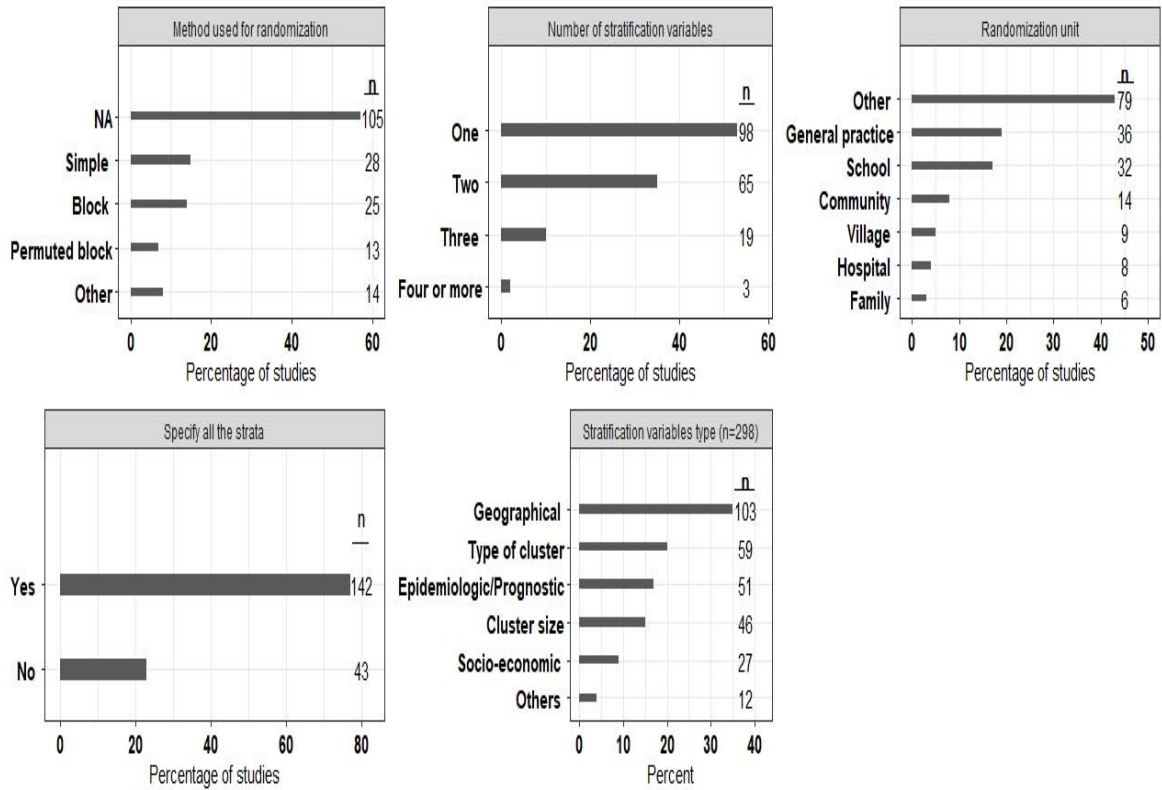 Method used for randomization
n
NA 105
Simple 28
Block 25
Permuted block 13
Other 14
0 20 40 60
Percentage of studies
Number of stratification variables
n
One 98
Two 65
Three 19
Four or more 3
0 20 40 60
Percentage of studies
Randomization unit
n
Other 79
General practice 36
School 32
Community 14
Village 9
Hospital 8
Family 6
0 10 20 30 40 50
Percentage of studies
Specify all the strata
n
Yes 142
No 43
0 20 40 60 80
Percentage of studies
Stratification variables type (n=298)
n
Geographical 103
Type of cluster 59
Epidemiologic/Prognostic 51
Cluster size 46
Socio-economic 27
Others 12
0 10 20 30 40
Percent